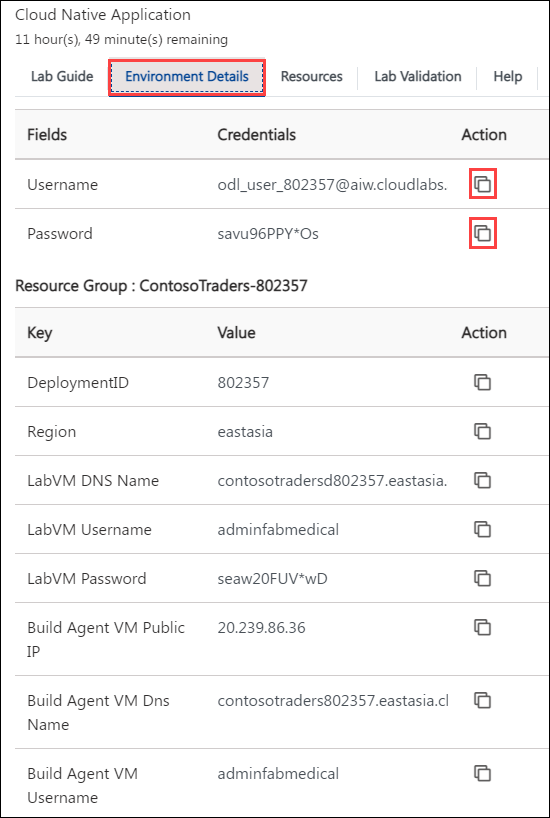 Cloud Native Application
11 hour(s), 49 minute(s) remaining
Lab Guide Environment Details Resources Lab Validation Help
Fields Credentials Action
Username odl_user_802357@aiw.cloudlabs.
Password savu96PPY*Os
Resource Group : ContosoTraders-802357
Key Value Action
DeploymentID 802357
Region eastasia
LabVM DNS Name contosotradersd802357.eastasia.
LabVM Username adminfabmedical
LabVM Password seaw20FUV*wD
Build Agent VM Public 20.239.86.36
IP
Build Agent VM Dns contosotraders802357.eastasia.cl
Name
Build Agent VM adminfabmedical
Username